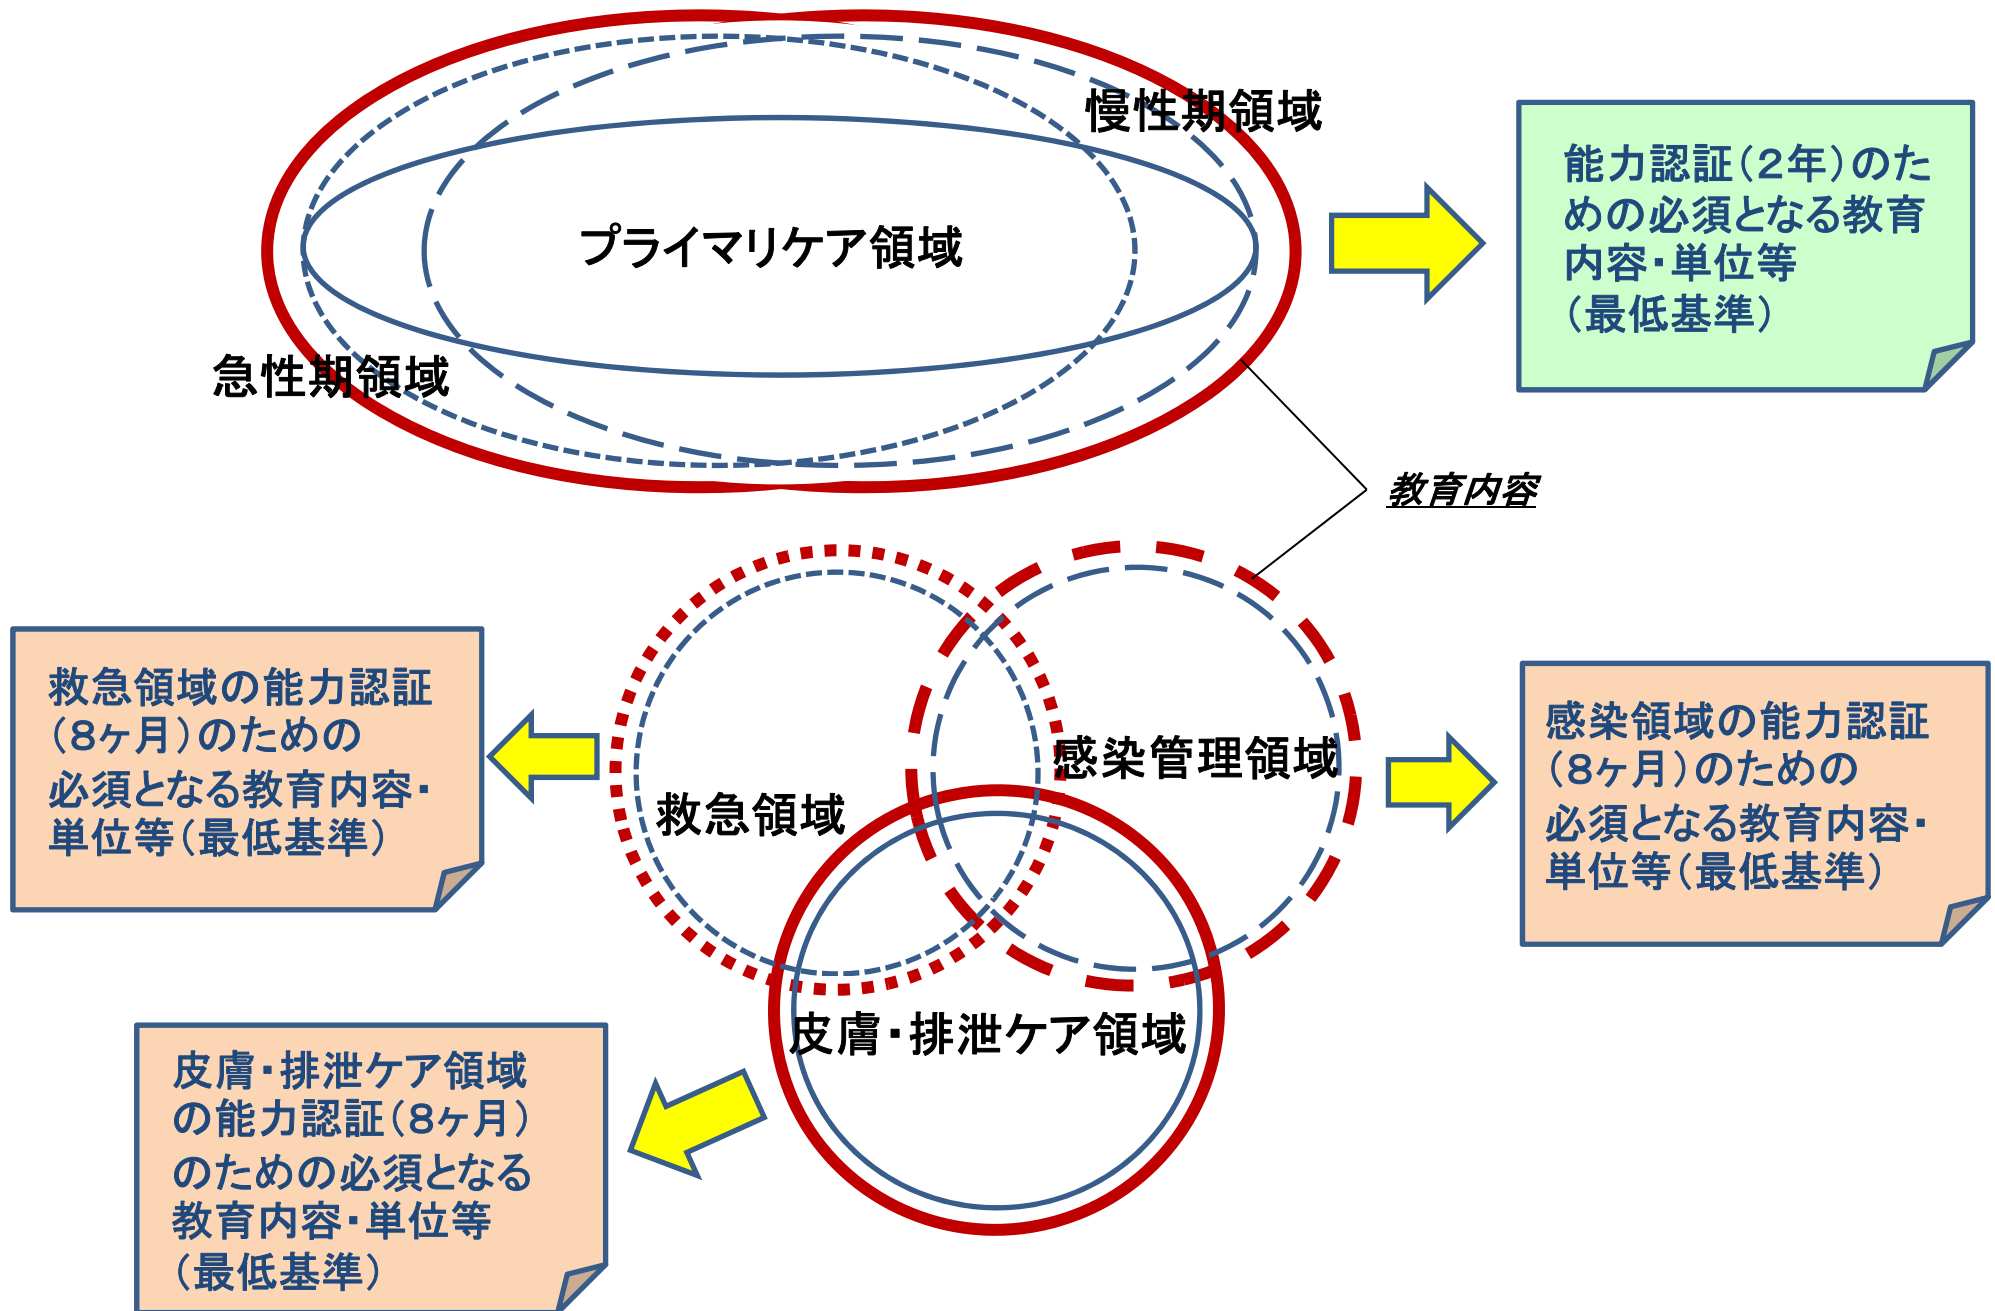 慢性期領域
プライマリケア領域
急性期領域
能力認証(2年)のた
めの必須となる教育
内容・単位等
(最低基準)
教育内容
救急領域の能力認証
(8ヶ月)のための
必須となる教育内容・
単位等(最低基準)
感染管理領域
救急領域
感染領域の能力認証
(8ヶ月)のための
必須となる教育内容・
単位等(最低基準)
皮膚・排泄ケア領域
皮膚・排泄ケア領域
の能力認証(8ヶ月)
のための必須となる
教育内容・単位等
(最低基準)